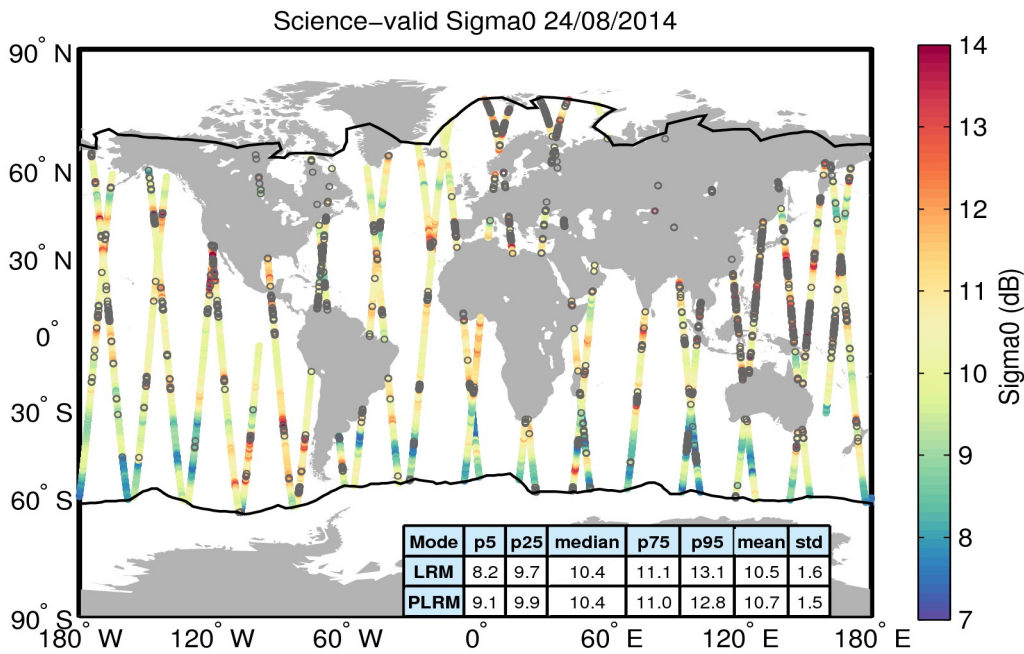 Science−valid Sigma0 24/08/2014
90° N
60° N
30° N
0°
30° S
60° S
90° S
180° W
120° W
60° W
0°
60° E
120° E
180° E
14
13
12
11
10
9
8
7
Sigma0 (dB)
Mode p5 p25 median p75 p95 mean std
LRM 8.2 9.7 10.4 11.1 13.1 10.5 1.6
PLRM 9.1 9.9 10.4 11.0 12.8 10.7 1.5